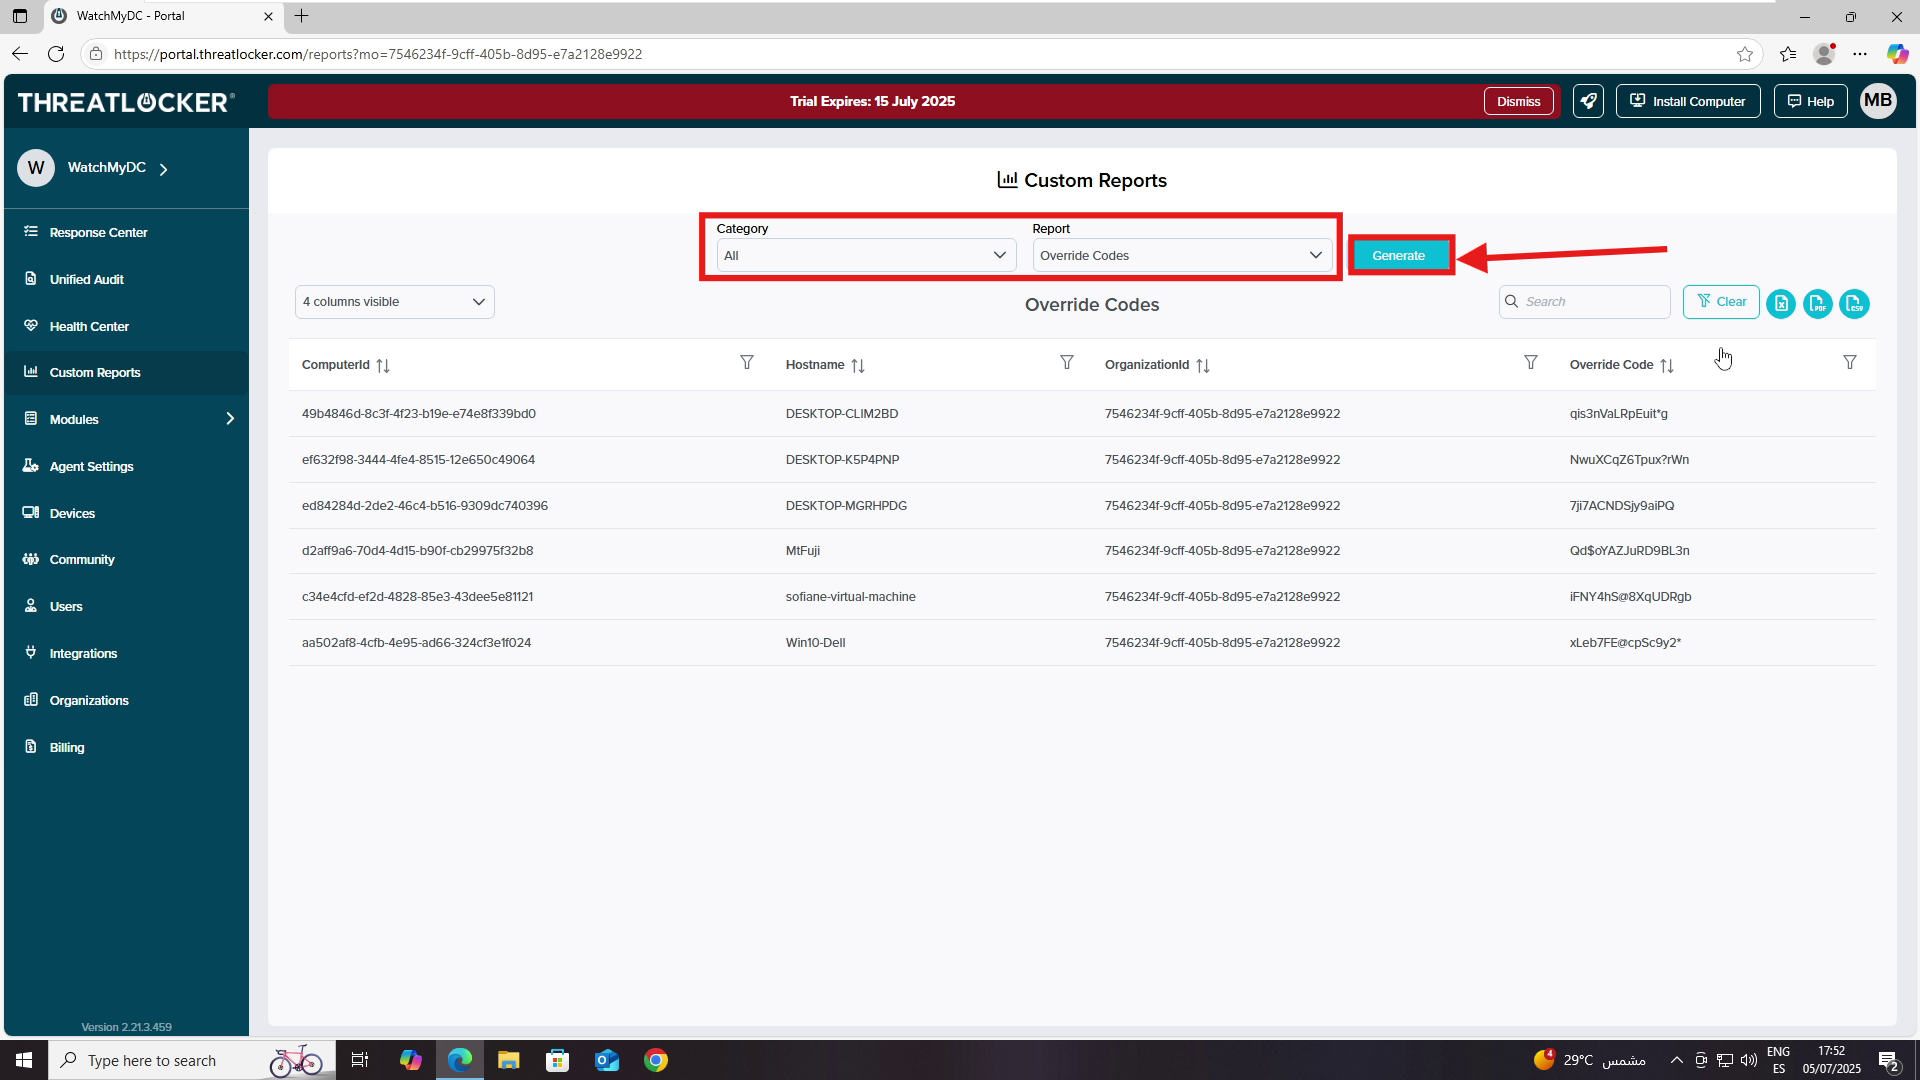 WatchMyDC - Portal
https://portal.threatlocker.com/reports?mo=7546234f-9cff-405b-8d95-e7a2128e9922
THREATLOCKER
Trial Expires: 15 July 2025
Dismiss
Install Computer
Help
MB
W
WatchMyDC
Response Center
Unified Audit
Health Center
Custom Reports
Modules
Agent Settings
Devices
Community
Users
Integrations
Organizations
Billing
Version 2.21.3.459
Custom Reports
Category
Report
All
Override Codes
Generate
4 columns visible
Override Codes
Search
Clear
PDF
CSV
ComputerId
Hostname
OrganizationId
Override Code
49b4846d-8c3f-4f23-b19e-e74e8f339bd0 DESKTOP-CLIM2BD 7546234f-9cff-405b-8d95-e7a2128e9922 qis3nVaLRpEuit*g
ef632f98-3444-4fe4-8515-12e650c49064 DESKTOP-K5P4PNP 7546234f-9cff-405b-8d95-e7a2128e9922 NwuXCqZ6Tpux?rWn
ed84284d-2de2-46c4-b516-9309dc740396 DESKTOP-MGRHPDG 7546234f-9cff-405b-8d95-e7a2128e9922 7ji7ACNDSjy9aiPQ
d2aff9a6-70d4-4d15-b90f-cb29975f32b8 MtFuji 7546234f-9cff-405b-8d95-e7a2128e9922 Qd$oYAZJuRD9BL3n
c34e4cfd-ef2d-4828-85e3-43dee5e81121 sofiane-virtual-machine 7546234f-9cff-405b-8d95-e7a2128e9922 iFNY4hS@8XqUDRgb
aa502af8-4cfb-4e95-ad66-324cf3e1f024 Win10-Dell 7546234f-9cff-405b-8d95-e7a2128e9922 xLeb7FE@cpSc9y2*
Type here to search
4
29°C مشمس
ENG
ES
17:52
05/07/2025
2